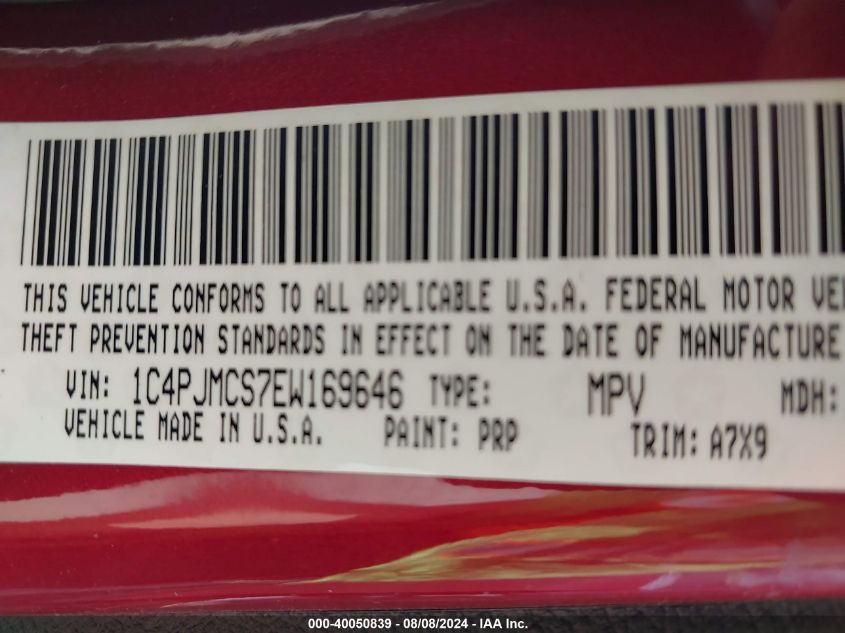 THIS VEHICLE CONFORMS TO ALL APPLICABLE U.S.A. FEDERAL MOTOR
THEFT PREVENTION STANDARDS IN EFFECT ON THE DATE OF MANUFACTURE
VIN: 1C4PJMCS7EW169646 TYPE: MPV MDH:
VEHICLE MADE IN U.S.A. PAINT: PRP TRIM: A7X9
000-40050839 - 08/08/2024 - IAA Inc.